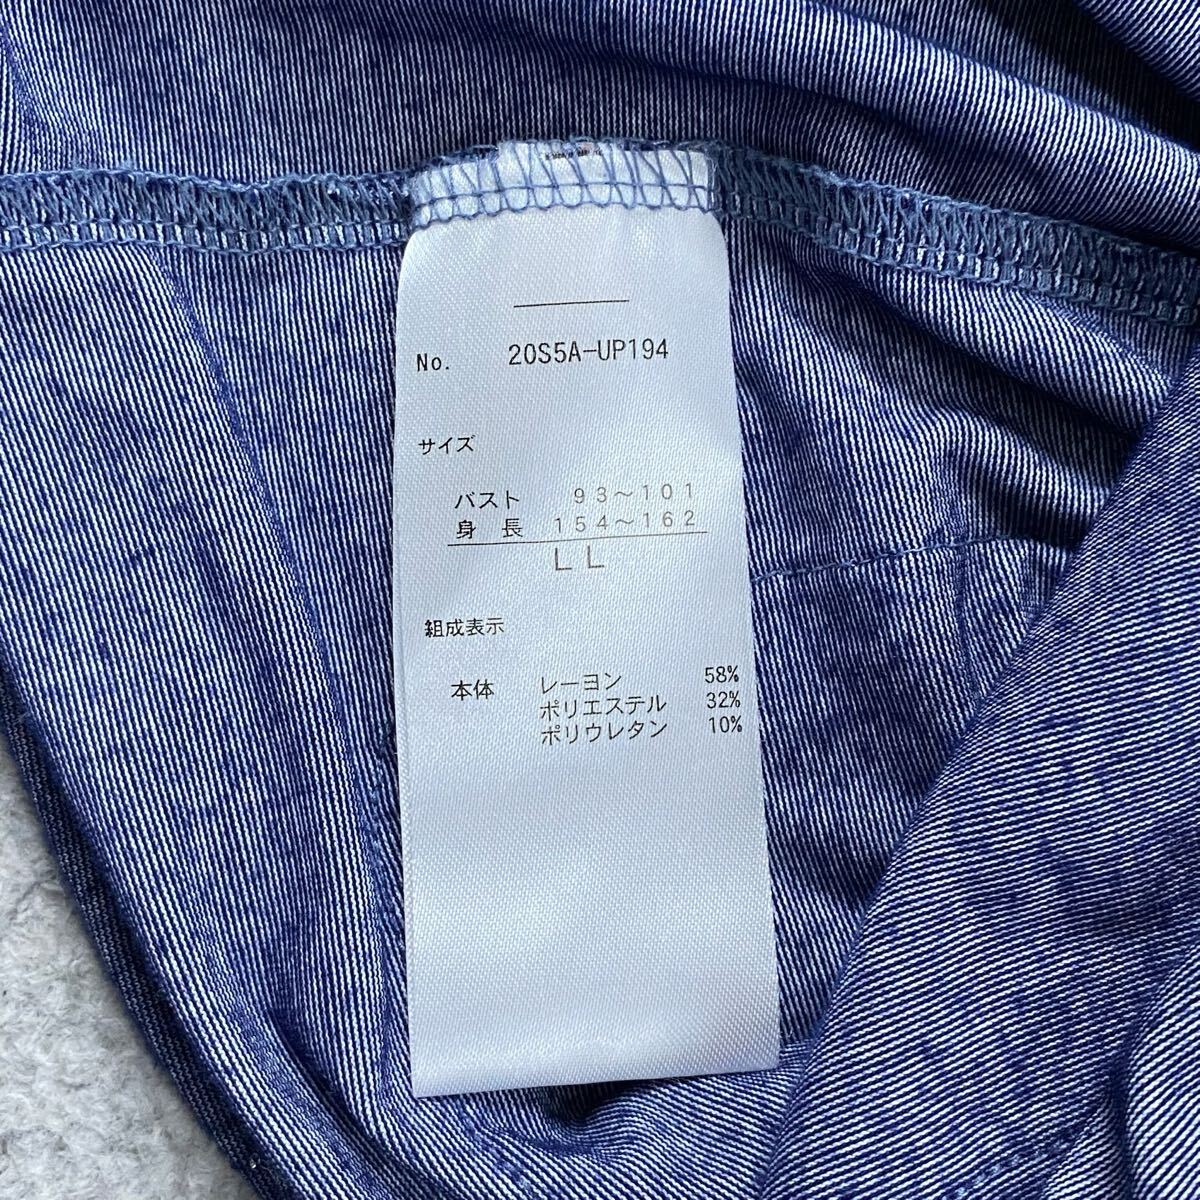 No. 20S5A-UP194
サイズ
バスト 93～101
身 長 154～162
LL
組成表示
本体 レーヨン 58%
ポリエステル 32%
ポリウレタン 10%